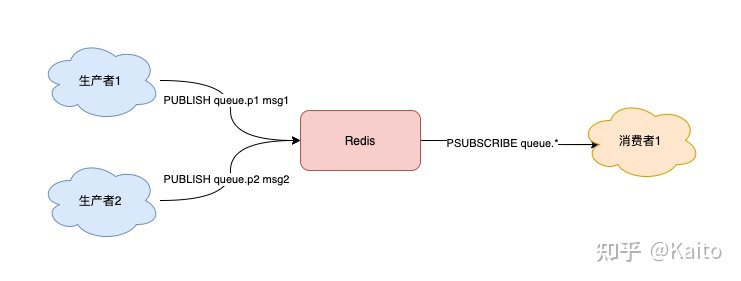 生产者1
PUBLISH queue.p1 msg1
Redis
PSUBSCRIBE queue.*
消费者1
PUBLISH queue.p2 msg2
生产者2
知乎 @Kaito